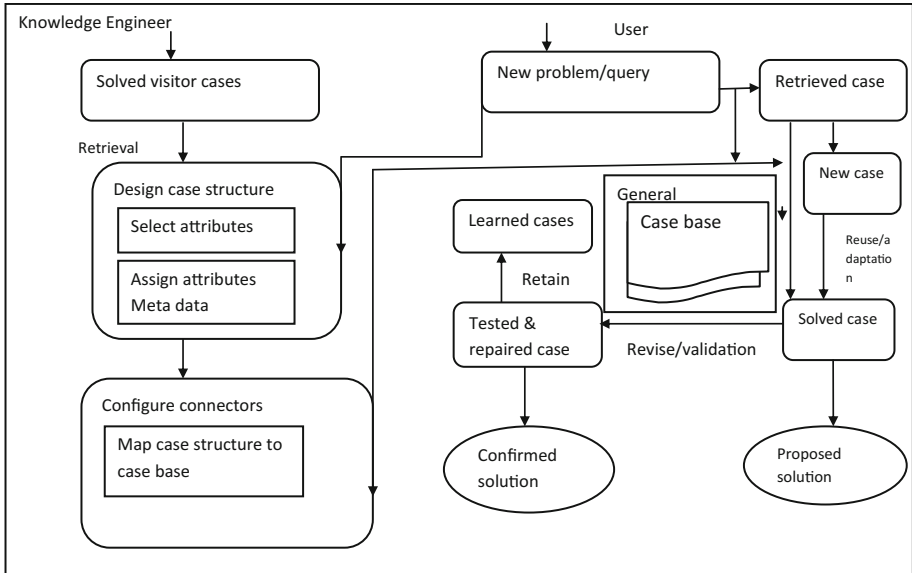 Knowledge Engineer
User
Solved visitor cases
New problem/query
Retrieved case
Retrieval
Design case structure
Select attributes
Assign attributes
Meta data
New case
General
Case base
Learned cases
Reuse/a
daptatio
n
Retain
Tested &
repaired case
Revise/validation
Solved case
Configure connectors
Map case structure to
case base
Confirmed
solution
Proposed
solution